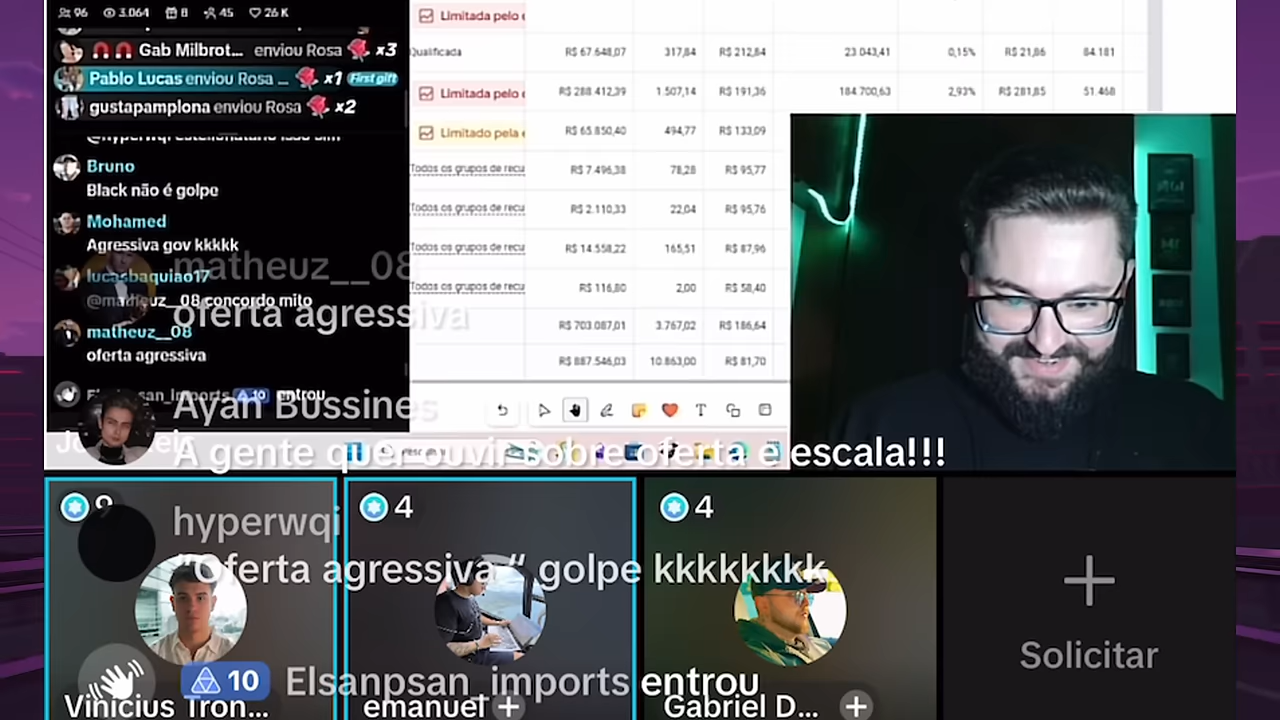 96 3.064 8 45 26 K
Gab Milbrot... enviou Rosa x3
Pablo Lucas enviou Rosa ... x1 First gift
gustapamplona enviou Rosa x2
Bruno
Black não é golpe
Mohamed
Agressiva gov kkkkk
lucasbaquiao17
@matheuz__08 concordo mito
matheuz__08
oferta agressiva
10 entrou
Limitada pelo
Qualificada R$ 67.648,07 317,84 R$ 212,84 23.043,41 0,15% R$ 21,86 84.181
Limitada pelo R$ 288.412,39 1.507,14 R$ 191,36 184.700,63 2,93% R$ 281,85 51.468
Limitado pela R$ 65.850,40 494,77 R$ 133,09
Todos os grupos de recu R$ 7.496,38 78,28 R$ 95,77
Todos os grupos de recu R$ 2.110,33 22,04 R$ 95,76
Todos os grupos de recu R$ 14.558,22 165,51 R$ 87,96
Todos os grupos de recu R$ 116,80 2,00 R$ 58,40
R$ 703.087,01 3.767,02 R$ 186,64
R$ 887.546,03 10.863,00 R$ 81,70
T
matheuz__08
oferta agressiva
Ayan Bussines
A gente quer ouvir sobre oferta e escala!!!
hyperwqi
“Oferta agressiva “ golpe kkkkkkkk
10 Elsanpsan_imports entrou
9
Vinicius Tron...
4
emanuel +
4
Gabriel D... +
Solicitar